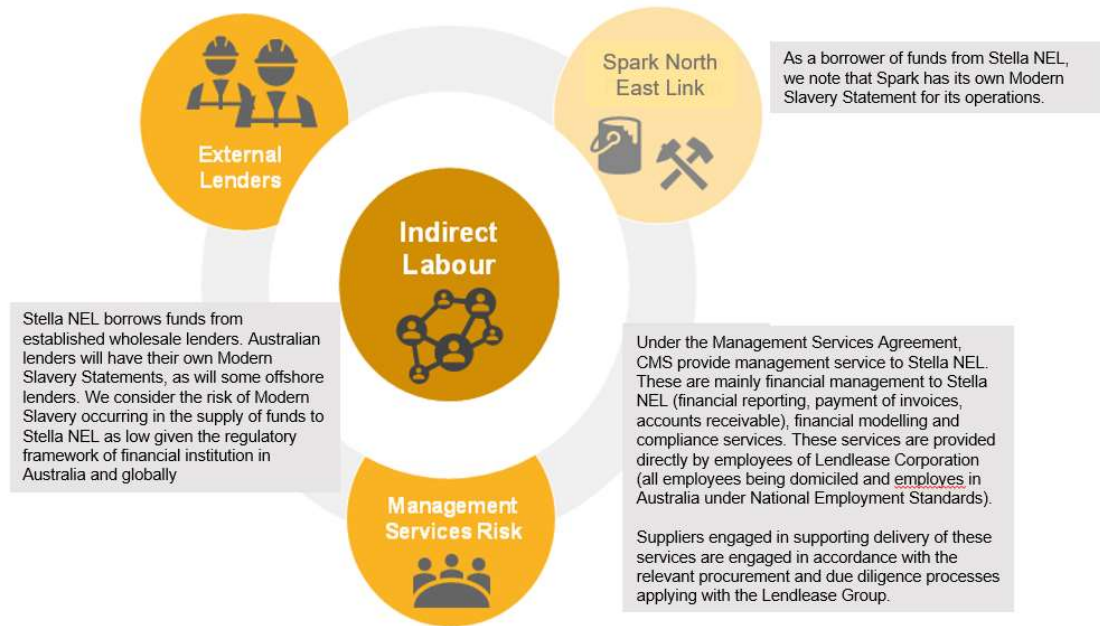 Spark North
East Link
As a borrower of funds from Stella NEL,
we note that Spark has its own Modern
Slavery Statement for its operations.
External
Lenders
Indirect
Labour
Stella NEL borrows funds from
established wholesale lenders. Australian
lenders will have their own Modern
Slavery Statements, as will some offshore
lenders. We consider the risk of Modern
Slavery occurring in the supply of funds to
Stella NEL as low given the regulatory
framework of financial institution in
Australia and globally
Under the Management Services Agreement,
CMS provide management service to Stella NEL.
These are mainly financial management to Stella
NEL (financial reporting, payment of invoices,
accounts receivable), financial modelling and
compliance services. These services are provided
directly by employees of Lendlease Corporation
(all employees being domiciled and employes in
Australia under National Employment Standards).
Suppliers engaged in supporting delivery of these
services are engaged in accordance with the
relevant procurement and due diligence processes
applying with the Lendlease Group.
Management
Services Risk